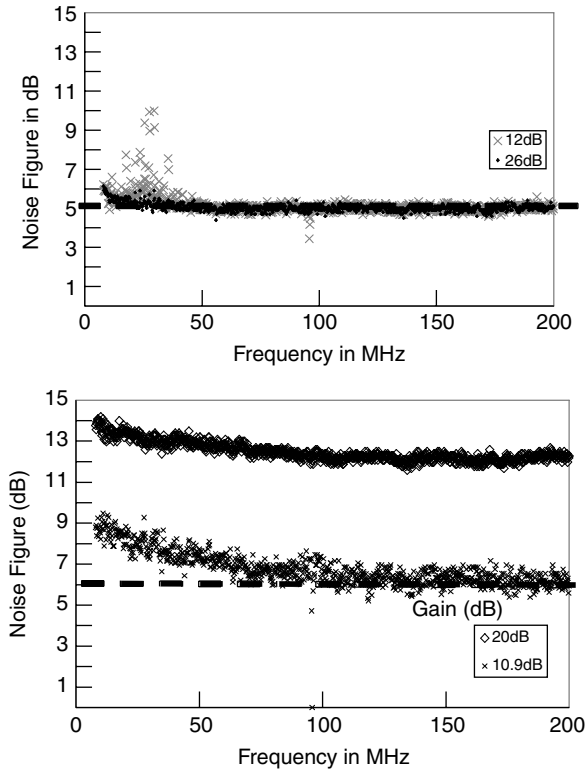 15
13
11
9
7
5
3
1
Noise Figure in dB
12dB
26dB
0
50
100
150
200
Frequency in MHz
15
13
11
9
7
5
3
1
Noise Figure (dB)
Gain (dB)
20dB
10.9dB
0
50
100
150
200
Frequency in MHz